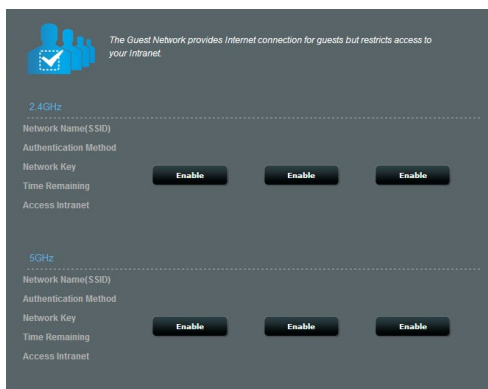 The Guest Network provides Internet connection for guests but restricts access to
your Intranet.
2.4GHz
Network Name(SSID)
Authentication Method
Network Key
Enable Enable Enable
Time Remaining
Access Intranet
5GHz
Network Name(SSID)
Authentication Method
Network Key
Enable Enable Enable
Time Remaining
Access Intranet